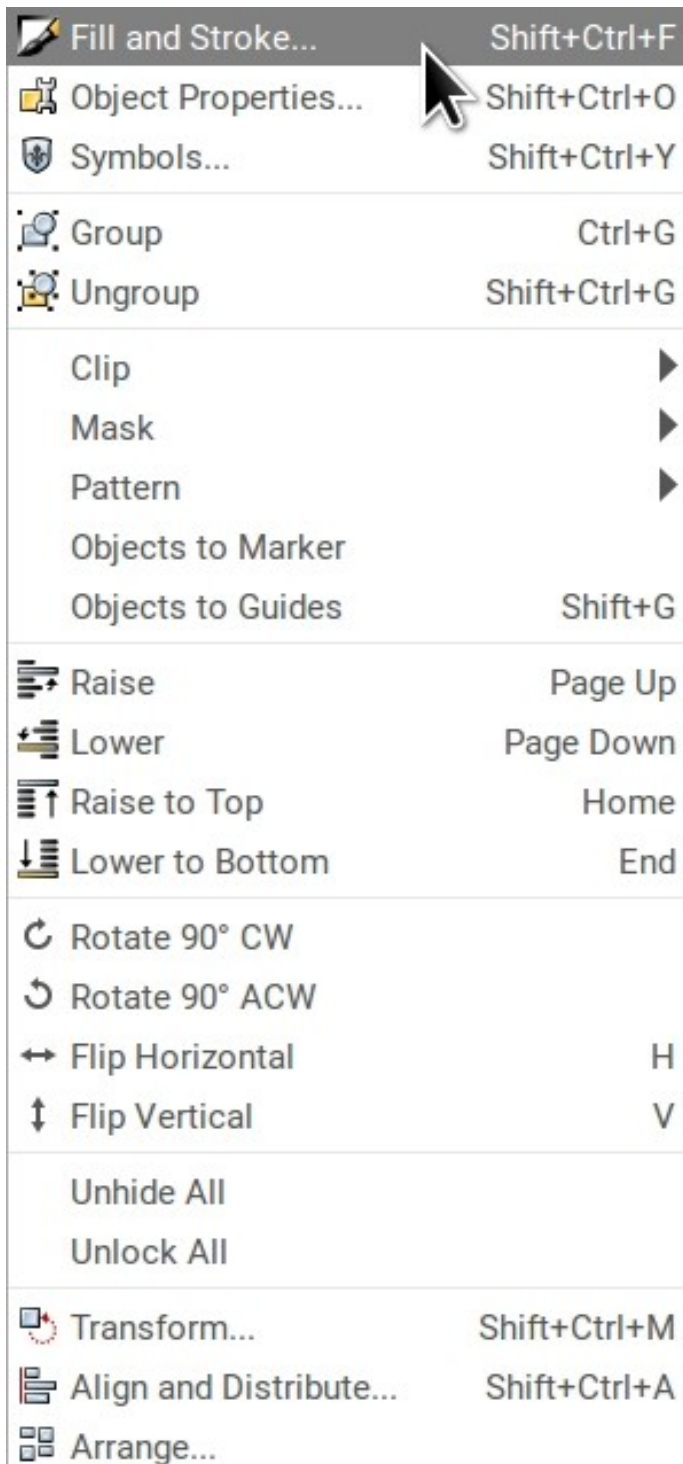 Fill and Stroke... Shift+Ctrl+F
Object Properties... Shift+Ctrl+O
Symbols... Shift+Ctrl+Y
Group Ctrl+G
Ungroup Shift+Ctrl+G
Clip
Mask
Pattern
Objects to Marker
Objects to Guides Shift+G
Raise Page Up
Lower Page Down
Raise to Top Home
Lower to Bottom End
Rotate 90° CW
Rotate 90° ACW
Flip Horizontal H
Flip Vertical V
Unhide All
Unlock All
Transform... Shift+Ctrl+M
Align and Distribute... Shift+Ctrl+A
Arrange...